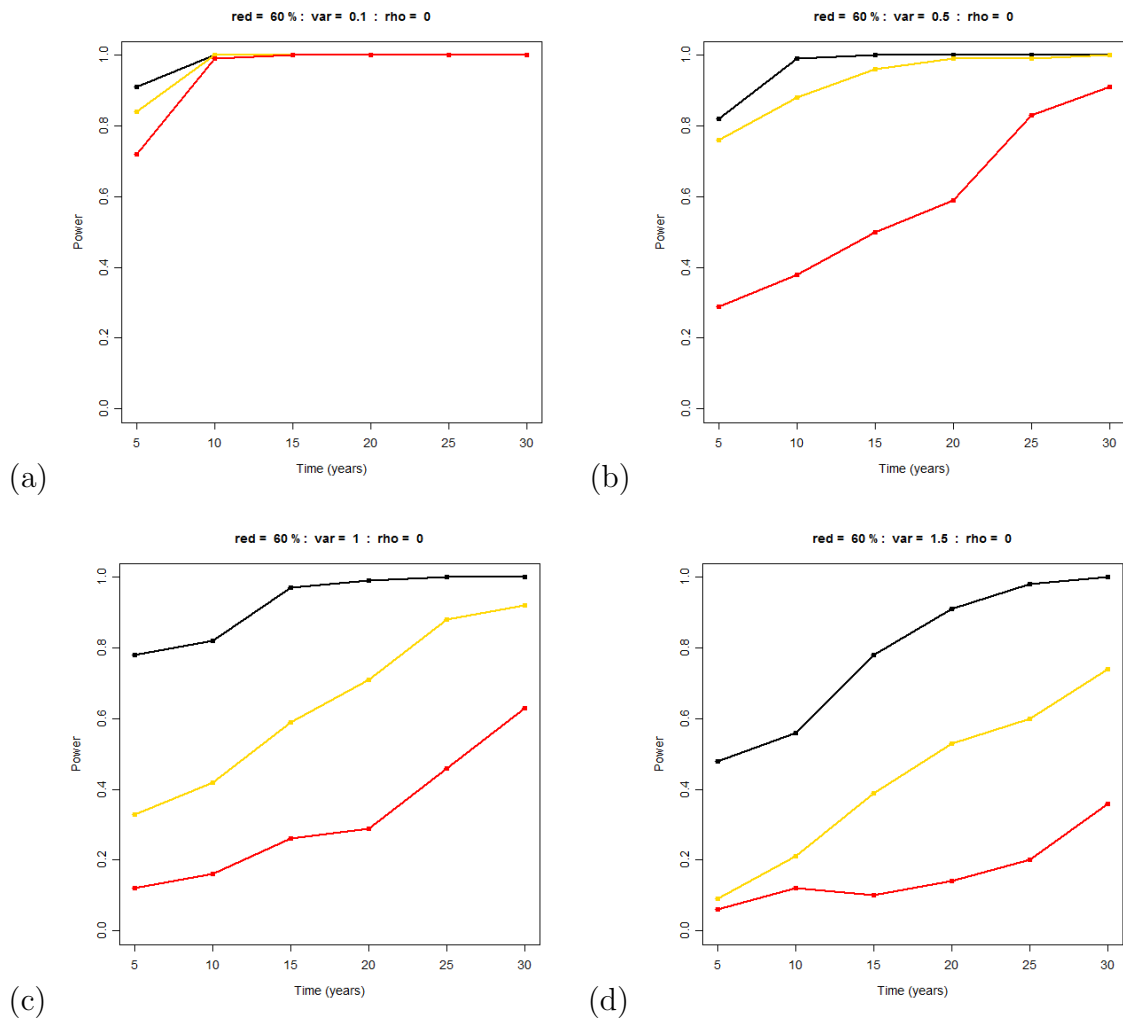 red = 60 % : var = 0.1 : rho = 0
Power
0.0 0.2 0.4 0.6 0.8 1.0
5 10 15 20 25 30
Time (years)
(a)
red = 60 % : var = 0.5 : rho = 0
Power
0.0 0.2 0.4 0.6 0.8 1.0
5 10 15 20 25 30
Time (years)
(b)
red = 60 % : var = 1 : rho = 0
Power
0.0 0.2 0.4 0.6 0.8 1.0
5 10 15 20 25 30
Time (years)
(c)
red = 60 % : var = 1.5 : rho = 0
Power
0.0 0.2 0.4 0.6 0.8 1.0
5 10 15 20 25 30
Time (years)
(d)